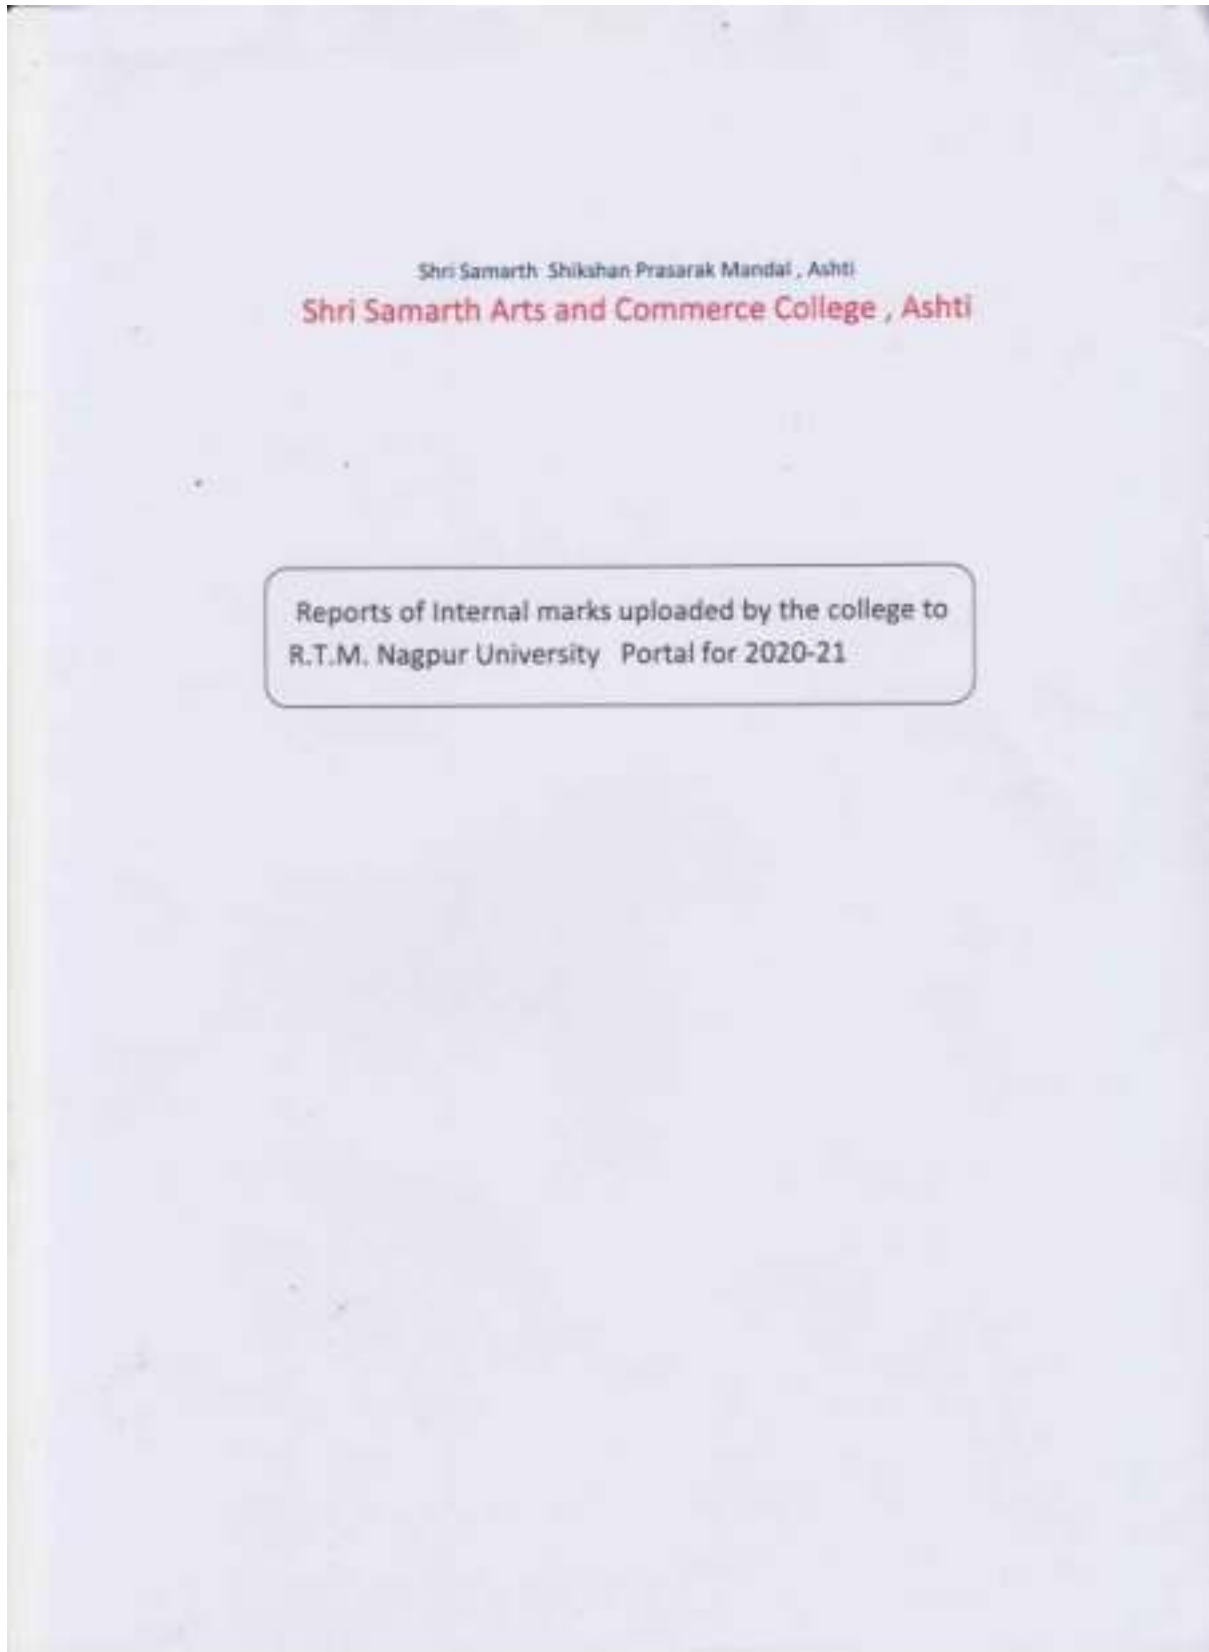 Shri Samarth Shikshan Prasarak Mandal , Ashti
Shri Samarth Arts and Commerce College , Ashti
Reports of Internal marks uploaded by the college to
R.T.M. Nagpur University Portal for 2020-21